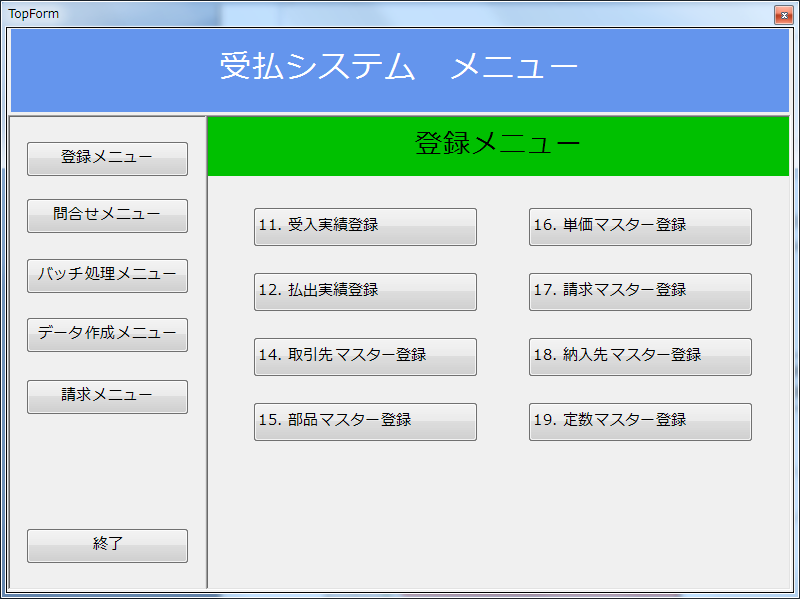 TopForm
受払システム　メニュー
登録メニュー
問合せメニュー
バッチ処理メニュー
データ作成メニュー
請求メニュー
終了
登録メニュー
11. 受入実績登録
12. 払出実績登録
14. 取引先マスター登録
15. 部品マスター登録
16. 単価マスター登録
17. 請求マスター登録
18. 納入先マスター登録
19. 定数マスター登録